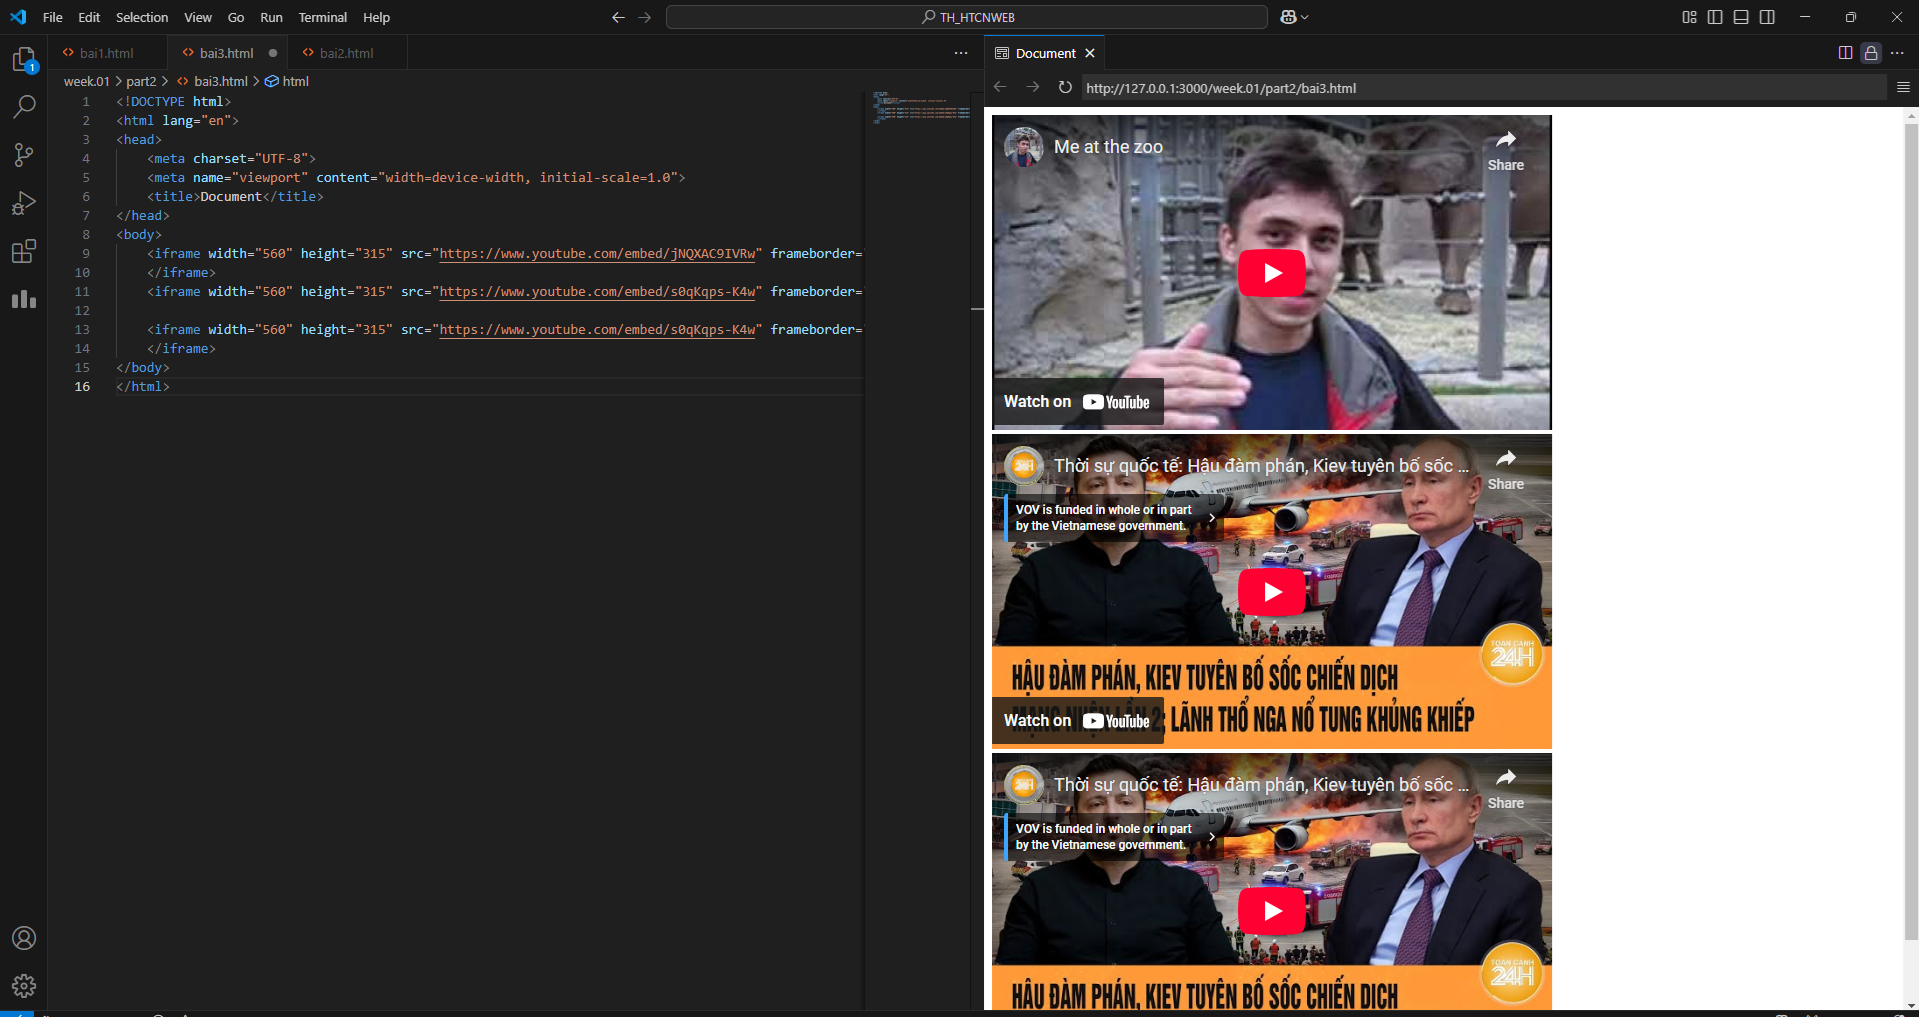 File Edit Selection View Go Run Terminal Help
TH_HTCNWEB
bai1.html bai3.html bai2.html
week.01 > part2 > bai3.html > html
1 <!DOCTYPE html>
2 <html lang="en">
3 <head>
4 <meta charset="UTF-8">
5 <meta name="viewport" content="width=device-width, initial-scale=1.0">
6 <title>Document</title>
7 </head>
8 <body>
9 <iframe width="560" height="315" src="https://www.youtube.com/embed/jNQXAC9IVRw" frameborder=
10 </iframe>
11 <iframe width="560" height="315" src="https://www.youtube.com/embed/s0qKqps-K4w" frameborder=
12
13 <iframe width="560" height="315" src="https://www.youtube.com/embed/s0qKqps-K4w" frameborder=
14 </iframe>
15 </body>
16 </html>
1
Document
http://127.0.0.1:3000/week.01/part2/bai3.html
Me at the zoo
Share
Watch on YouTube
24H
Thời sự quốc tế: Hậu đàm phán, Kiev tuyên bố sốc ...
Share
VOV is funded in whole or in part
by the Vietnamese government.
TOÀN CẢNH
24H
HẬU ĐÀM PHÁN, KIEV TUYÊN BỐ SỐC CHIẾN DỊCH
MẠNG NHỆN LẦN 2; LÃNH THỔ NGA NỔ TUNG KHỦNG KHIẾP
Watch on YouTube
24H
Thời sự quốc tế: Hậu đàm phán, Kiev tuyên bố sốc ...
Share
VOV is funded in whole or in part
by the Vietnamese government.
TOÀN CẢNH
24H
HẬU ĐÀM PHÁN, KIEV TUYÊN BỐ SỐC CHIẾN DỊCH